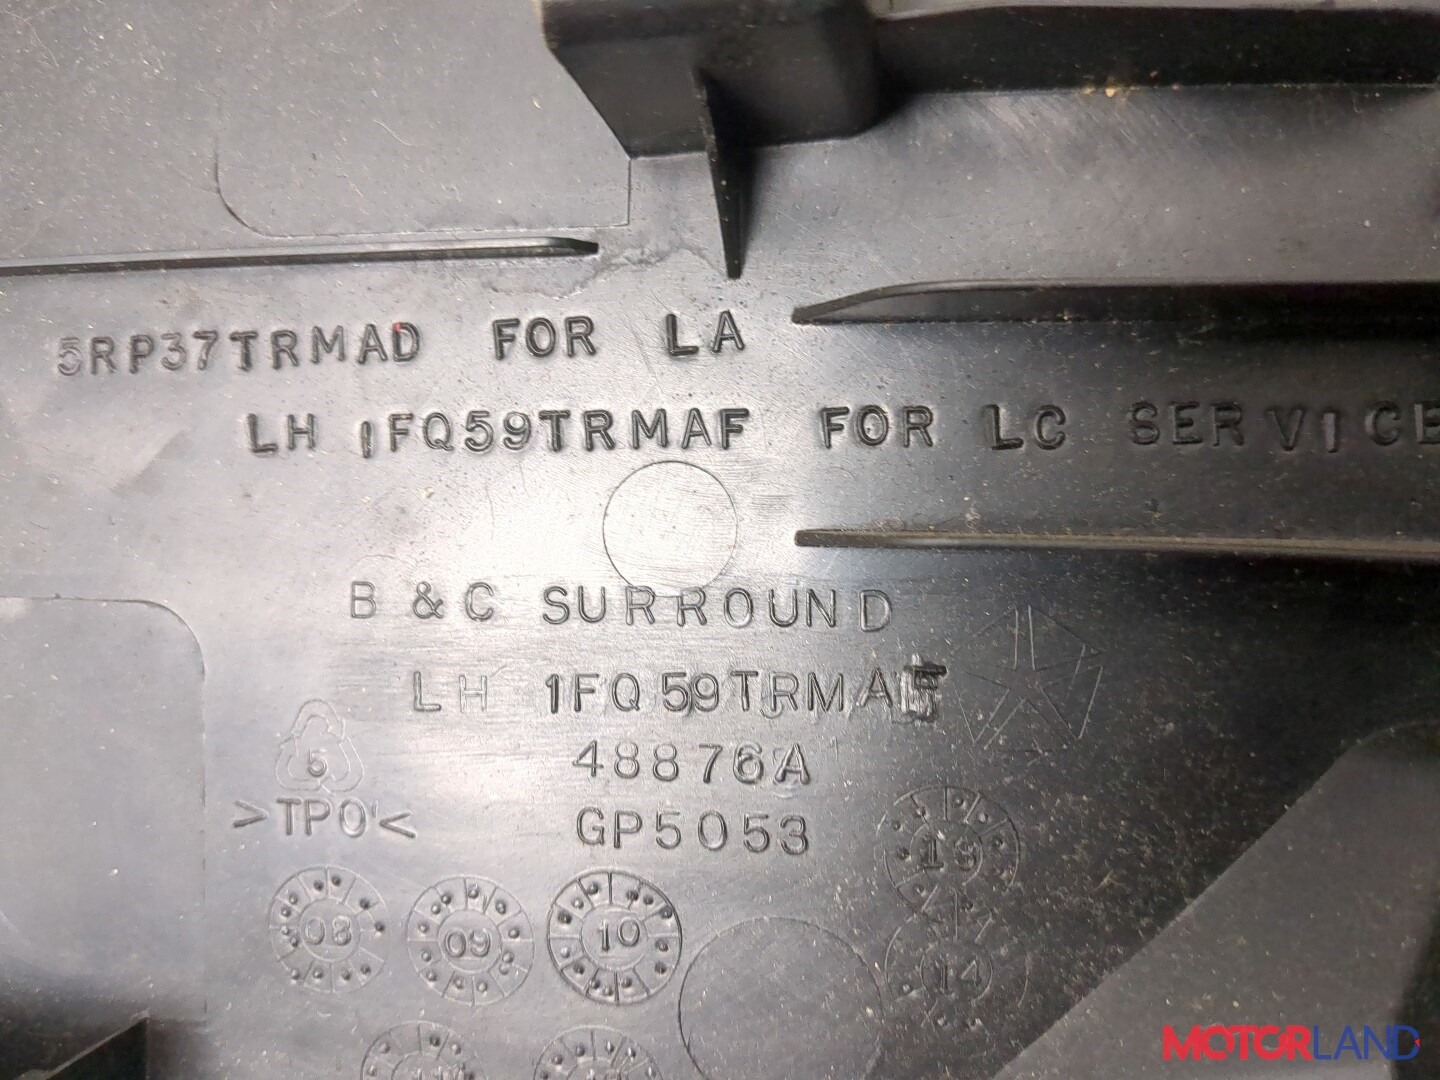 5RP37TRMAD FOR LA
LH 1FQ59TRMAF FOR LC SERVICE
B & C SURROUND
LH 1FQ59TRMAF
48876A
5
>TPO<
GP5053
13
08
09
10
14
MOTORLAND